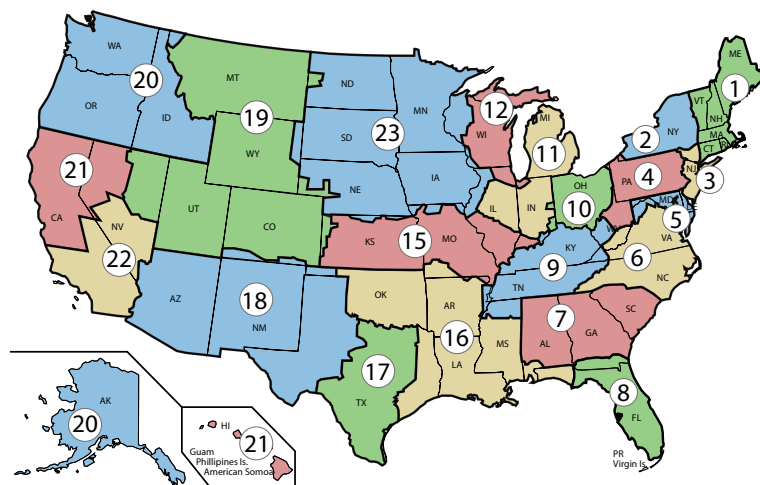 WA
20
OR
ID
MT
19
WY
ND
MN
SD
23
NE
IA
12
WI
MI
11
ME
1
VT
NH
MA
CT
RI
2
NY
PA
4
NJ
3
OH
10
IL
IN
MD
5
21
CA
NV
22
UT
CO
KS
15
MO
KY
9
TN
VA
6
NC
AZ
18
NM
OK
AR
16
LA
MS
7
AL
GA
SC
17
TX
8
FL
PR
Virgin Is.
AK
20
HI
21
Guam
Phillipines Is.
American Somoa